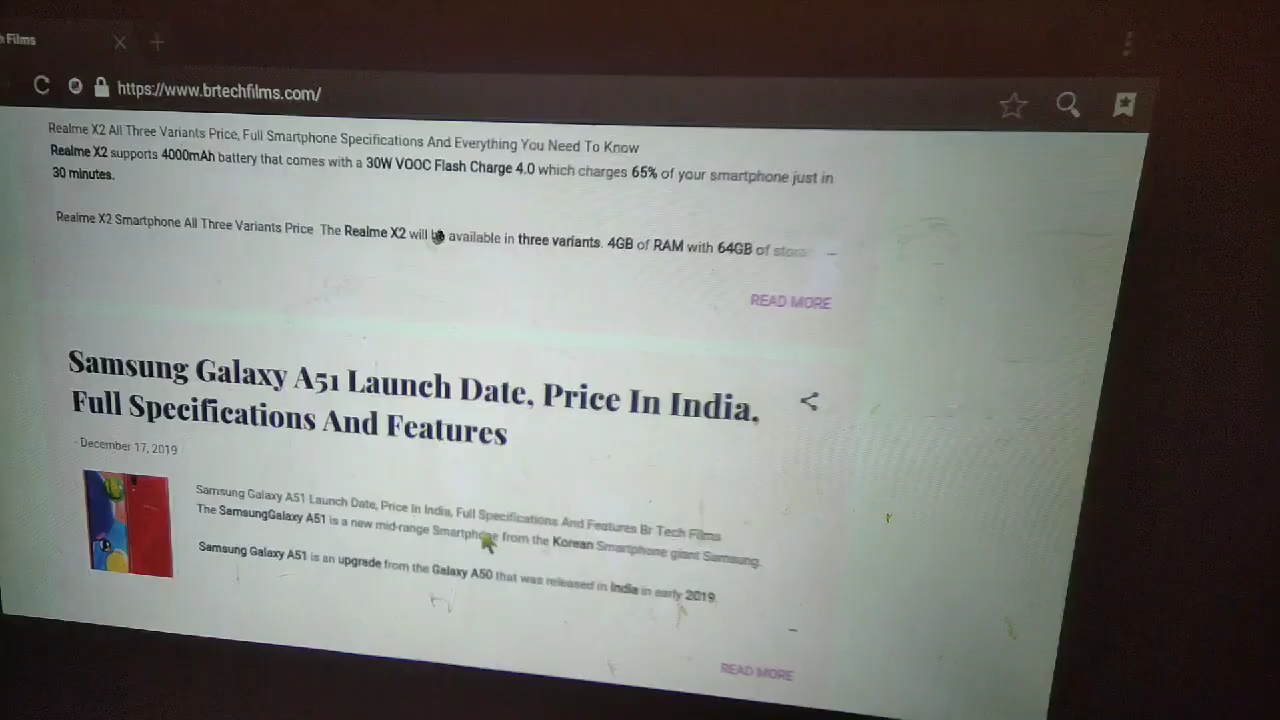 Films
https://www.brtechfilms.com/
Realme X2 All Three Variants Price, Full Smartphone Specifications And Everything You Need To Know
Realme X2 supports 4000mAh battery that comes with a 30W VOOC Flash Charge 4.0 which charges 65% of your smartphone just in
30 minutes.
Realme X2 Smartphone All Three Variants Price The Realme X2 will be available in three variants. 4GB of RAM with 64GB of
READ MORE
Samsung Galaxy A51 Launch Date, Price In India,
Full Specifications And Features
- December 17, 2019
Samsung Galaxy A51 Launch Date, Price In India, Full Specifications And Features Br Tech Films
The SamsungGalaxy A51 is a new mid-range Smartphone from the Korean Smartphone giant Samsung.
Samsung Galaxy A51 is an upgrade from the Galaxy A50 that was released in India in early 2019.
READ MORE